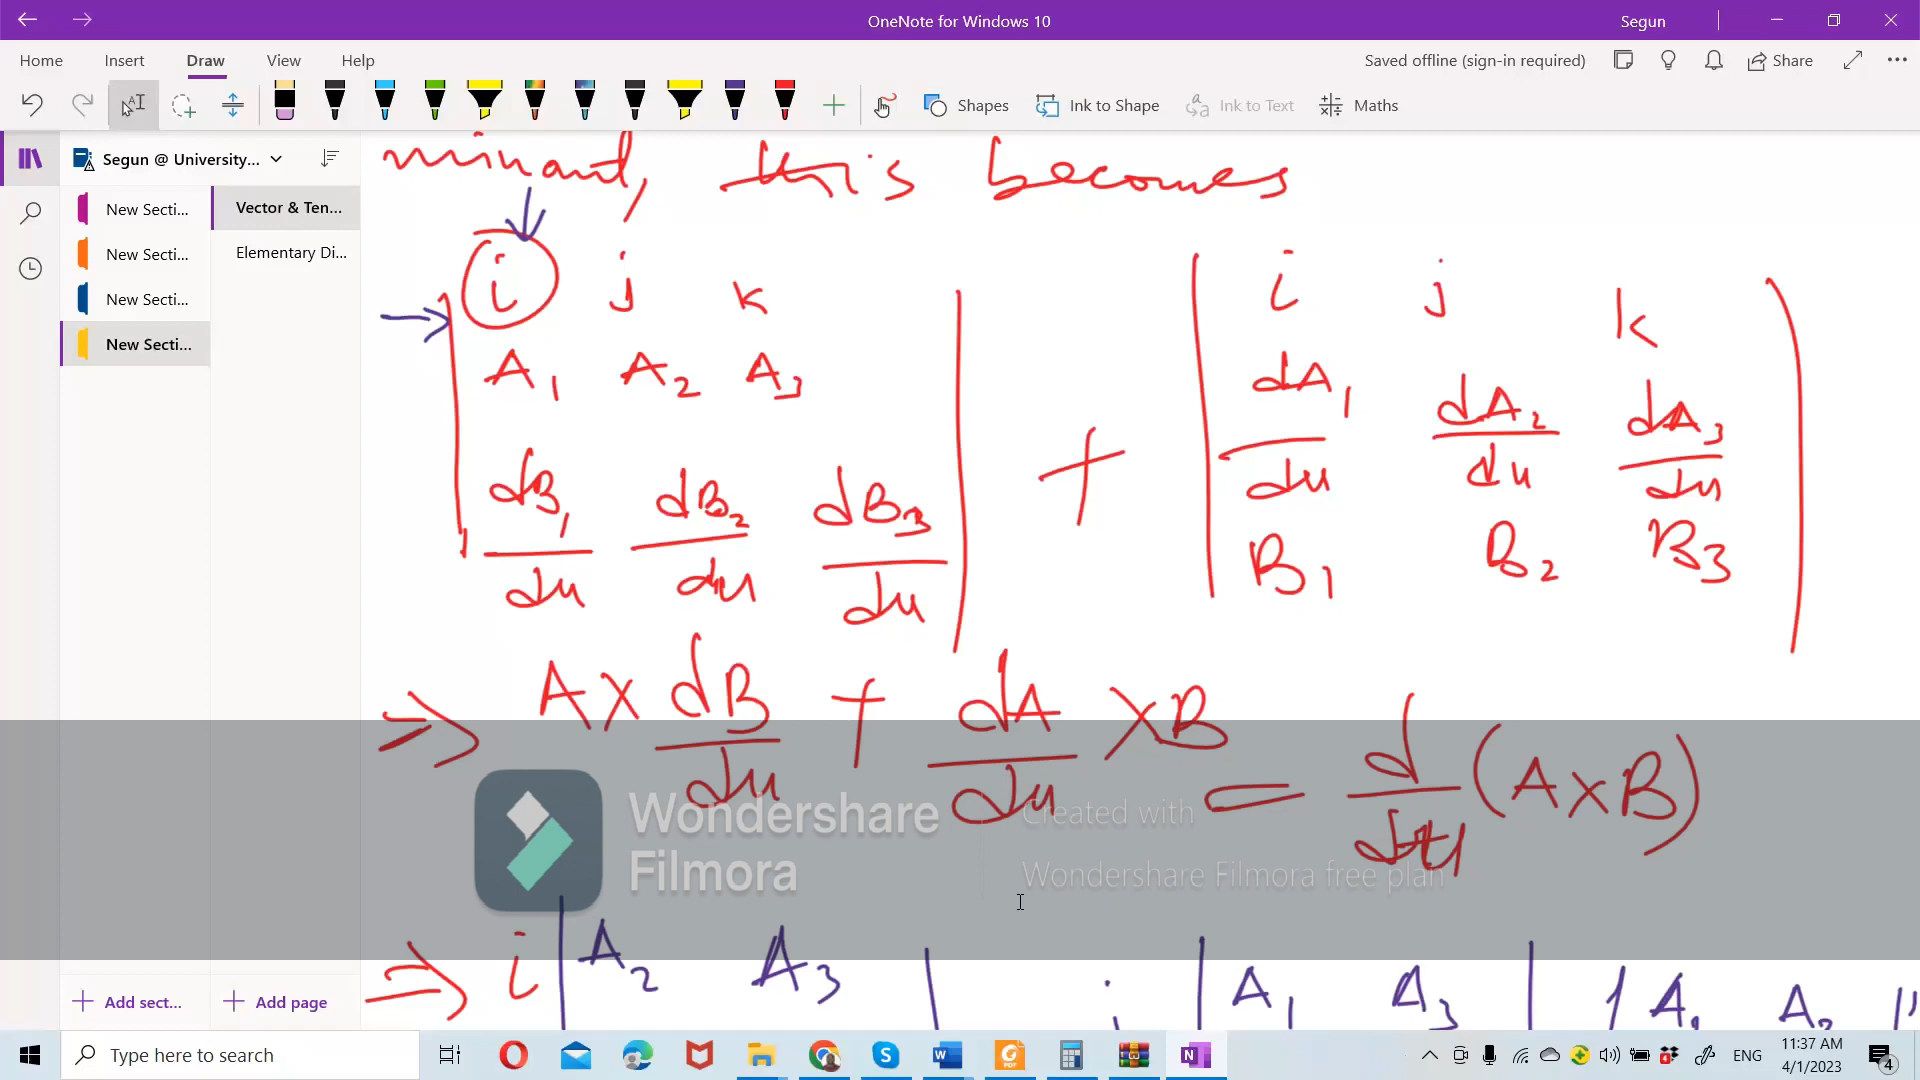 OneNote for Windows 10
Segun
Home Insert Draw View Help
Saved offline (sign-in required) Share
Shapes Ink to Shape Ink to Text Maths
Segun @ University...
New Secti...
New Secti...
New Secti...
New Secti...
Vector & Ten...
Elementary Di...
minant, this becomes
i j k
A1 A2 A3
dB1/du dB2/du dB3/du
+
i j k
dA1/du dA2/du dA3/du
B1 B2 B3
⇒ A × dB/du + dA/du × B = d/du (A × B)
Wondershare
Filmora
Created with
Wondershare Filmora free plan
⇒ i | A2 A3 | j | A1 A3 | A1 A2
Add sect... Add page
Type here to search
ENG
11:37 AM
4/1/2023
4